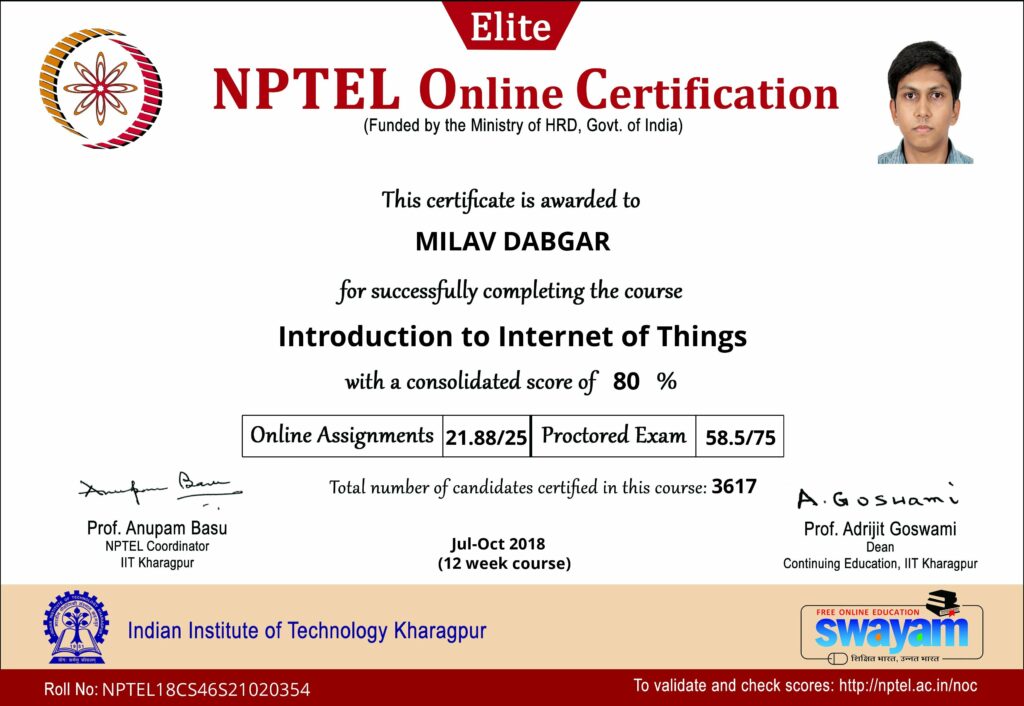 Elite
NPTEL Online Certification
(Funded by the Ministry of HRD, Govt. of India)
This certificate is awarded to
MILAV DABGAR
for successfully completing the course
Introduction to Internet of Things
with a consolidated score of 80 %
Online Assignments 21.88/25 Proctored Exam 58.5/75
Total number of candidates certified in this course: 3617
Anupam Basu
A. Goswami
Prof. Anupam Basu
NPTEL Coordinator
IIT Kharagpur
Jul-Oct 2018
(12 week course)
Prof. Adrijit Goswami
Dean
Continuing Education, IIT Kharagpur
1951
योगः कर्मसु कौशलम्
Indian Institute of Technology Kharagpur
FREE ONLINE EDUCATION
swayam
शिक्षित भारत, उन्नत भारत
Roll No: NPTEL18CS46S21020354
To validate and check scores: http://nptel.ac.in/noc